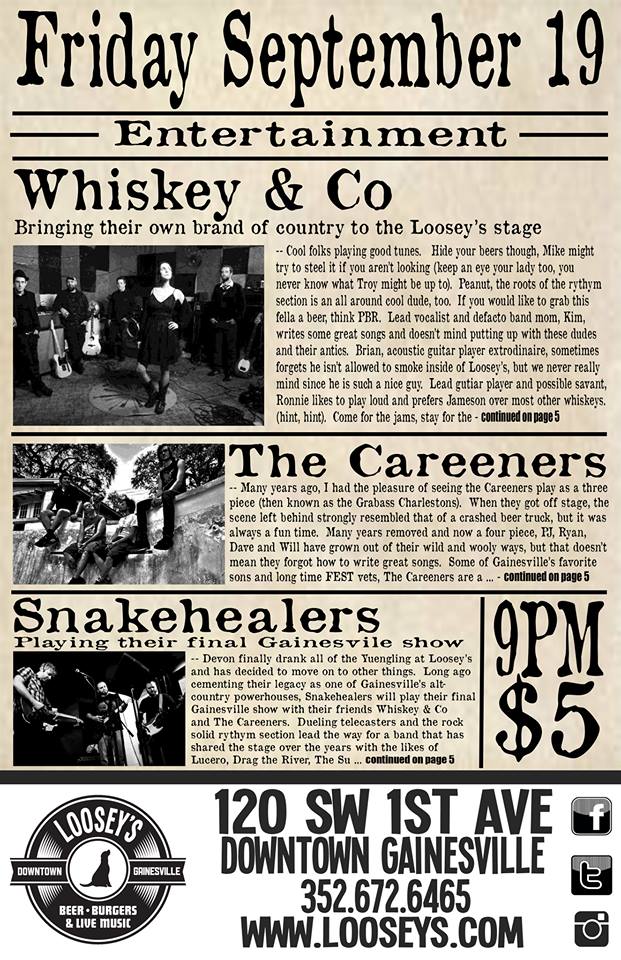 Friday September 19
Entertainment
Whiskey & Co
Bringing their own brand of country to the Loosey's stage
-- Cool folks playing good tunes. Hide your beers though, Mike might
try to steel it if you aren't looking (keep an eye your lady too, you
never know what Troy might be up to). Peanut, the roots of the rythym
section is an all around cool dude, too. If you would like to grab this
fella a beer, think PBR. Lead vocalist and defacto band mom, Kim,
writes some great songs and doesn't mind putting up with these dudes
and their antics. Brian, acoustic guitar player extrodinaire, sometimes
forgets he isn't allowed to smoke inside of Loosey's, but we never really
mind since he is such a nice guy. Lead gutiar player and possible savant,
Ronnie likes to play loud and prefers Jameson over most other whiskeys.
(hint, hint). Come for the jams, stay for the - continued on page 5
The Careeners
-- Many years ago, I had the pleasure of seeing the Careeners play as a three
piece (then known as the Grabass Charlestons). When they got off stage, the
scene left behind strongly resembled that of a crashed beer truck, but it was
always a fun time. Many years removed and now a four piece, PJ, Ryan,
Dave and Will have grown out of their wild and wooly ways, but that doesn't
mean they forgot how to write great songs. Some of Gainesville's favorite
sons and long time FEST vets, The Careeners are a ... - continued on page 5
Snakehealers
Playing their final Gainesvile show
-- Devon finally drank all of the Yuengling at Loosey's
and has decided to move on to other things. Long ago
cementing their legacy as one of Gainesville's alt-
country powerhouses, Snakehealers will play their final
Gainesville show with their friends Whiskey & Co
and The Careeners. Dueling telecasters and the rock
solid rythym section lead the way for a band that has
shared the stage over the years with the likes of
Lucero, Drag the River, The Su ... continued on page 5
9PM
$5
LOOSEY'S
DOWNTOWN GAINESVILLE
BEER • BURGERS
& LIVE MUSIC
120 SW 1ST AVE
DOWNTOWN GAINESVILLE
352.672.6465
WWW.LOOSEYS.COM
f
t